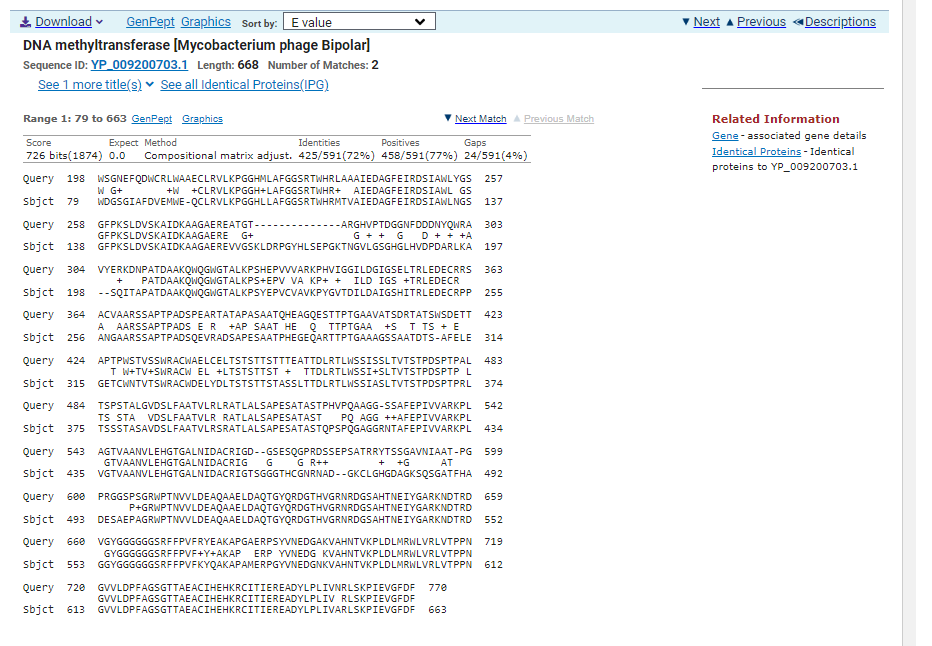 Download GenPept Graphics Sort by: E value Next Previous Descriptions
DNA methyltransferase [Mycobacterium phage Bipolar]
Sequence ID: YP_009200703.1 Length: 668 Number of Matches: 2
See 1 more title(s) See all Identical Proteins(IPG)
Range 1: 79 to 663 GenPept Graphics Next Match Previous Match
Score Expect Method Identities Positives Gaps
726 bits(1874) 0.0 Compositional matrix adjust. 425/591(72%) 458/591(77%) 24/591(4%)
Query 198 WSGNEFQDWCRLWAAECLRVLKPGGHMLAFGGSRTWHRLAAAIEDAGFEIRDSIAWLYGS 257
W G+ +W +CLRVLKPGGH+LAFGGSRTWHR+ AIEDAGFEIRDSIAWL GS
Sbjct 79 WDGSGIAFDVEMWE-QCLRVLKPGGHLLAFGGSRTWHRMTVAIEDAGFEIRDSIAWLNGS 137
Query 258 GFPKSLDVSKAIDKAAGAEREATGT--------------ARGHVPTDGGNFDDDNYQWRA 303
GFPKSLDVSKAIDKAAGAERE G+ G + + G D + + +A
Sbjct 138 GFPKSLDVSKAIDKAAGAEREVVGSKLDRPGYHLSEPGKTNGVLGSGHGLHVDPDARLKA 197
Query 304 VYERKDNPATDAAKQWQGWGTALKPSHEPVVVARKPHVIGGILDGIGSELTRLEDECRRS 363
+ PATDAAKQWQGWGTALKPS+EPV VA KP+ + ILD IGS +TRLEDECR
Sbjct 198 --SQITAPATDAAKQWQGWGTALKPSYEPVCVAVKPYGVTDILDAIGSHITRLEDECRPP 255
Query 364 ACVAARSSAPTPADSPEARTATAPASAATQHEAGQESTTPTGAAVATSDRTATSWSDETT 423
A AARSSAPTPADS E R +AP SAAT HE Q TTPTGAA +S T TS + E
Sbjct 256 ANGAARSSAPTPADSQEVRADSAPESAATPHEGEQARTTPTGAAAGSSAATDTS-AFELE 314
Query 424 APTPWSTVSSWRACWAELCELTSTSTTSTTTEATTDLRTLWSSISSLTVTSTPDSPTPAL 483
T W+TV+SWRACW EL +LTSTSTTST + TTDLRTLWSSI+SLTVTSTPDSPTP L
Sbjct 315 GETCWNTVTSWRACWDELYDLTSTSTTSTASSLTTDLRTLWSSIASLTVTSTPDSPTPRL 374
Query 484 TSPSTALGVDSLFAATVLRLRATLALSAPESATASTPHVPQAAGG-SSAFEPIVVARKPL 542
TS STA VDSLFAATVLR RATLALSAPESATAST PQ AGG ++AFEPIVVARKPL
Sbjct 375 TSSSTASAVDSLFAATVLRSRATLALSAPESATASTQPSPQGAGGRNTAFEPIVVARKPL 434
Query 543 AGTVAANVLEHGTGALNIDACRIGD--GSESQGPRDSSEPSATRRYTSSGAVNIAAT-PG 599
GTVAANVLEHGTGALNIDACRIG G G R++ + +G AT
Sbjct 435 VGTVAANVLEHGTGALNIDACRIGTSGGGTHCGNRNAD--GKCLGHGDAGKSQSGATFHA 492
Query 600 PRGGSPSGRWPTNVVLDEAQAAELDAQTGYQRDGTHVGRNRDGSAHTNEIYGARKNDTRD 659
P+GRWPTNVVLDEAQAAELDAQTGYQRDGTHVGRNRDGSAHTNEIYGARKNDTRD
Sbjct 493 DESAEPAGRWPTNVVLDEAQAAELDAQTGYQRDGTHVGRNRDGSAHTNEIYGARKNDTRD 552
Query 660 VGYGGGGGGSRFFPVFRYEAKAPGAERPSYVNEDGAKVAHNTVKPLDLMRWLVRLVTPPN 719
GYGGGGGGSRFFPVF+Y+AKAP ERP YVNEDG KVAHNTVKPLDLMRWLVRLVTPPN
Sbjct 553 GGYGGGGGGSRFFPVFKYQAKAPAMERPGYVNEDGNKVAHNTVKPLDLMRWLVRLVTPPN 612
Query 720 GVVLDPFAGSGTTAEACIHEHKRCITIEREADYLPLIVNRLSKPIEVGFDF 770
GVVLDPFAGSGTTAEACIHEHKRCITIEREADYLPLIV RLSKPIEVGFDF
Sbjct 613 GVVLDPFAGSGTTAEACIHEHKRCITIEREADYLPLIVARLSKPIEVGFDF 663
Related Information
Gene - associated gene details
Identical Proteins - Identical
proteins to YP_009200703.1